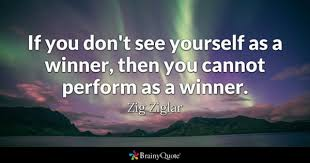 If you don't see yourself as a
winner, then you cannot
perform as a winner.
Zig Ziglar
BrainyQuote®